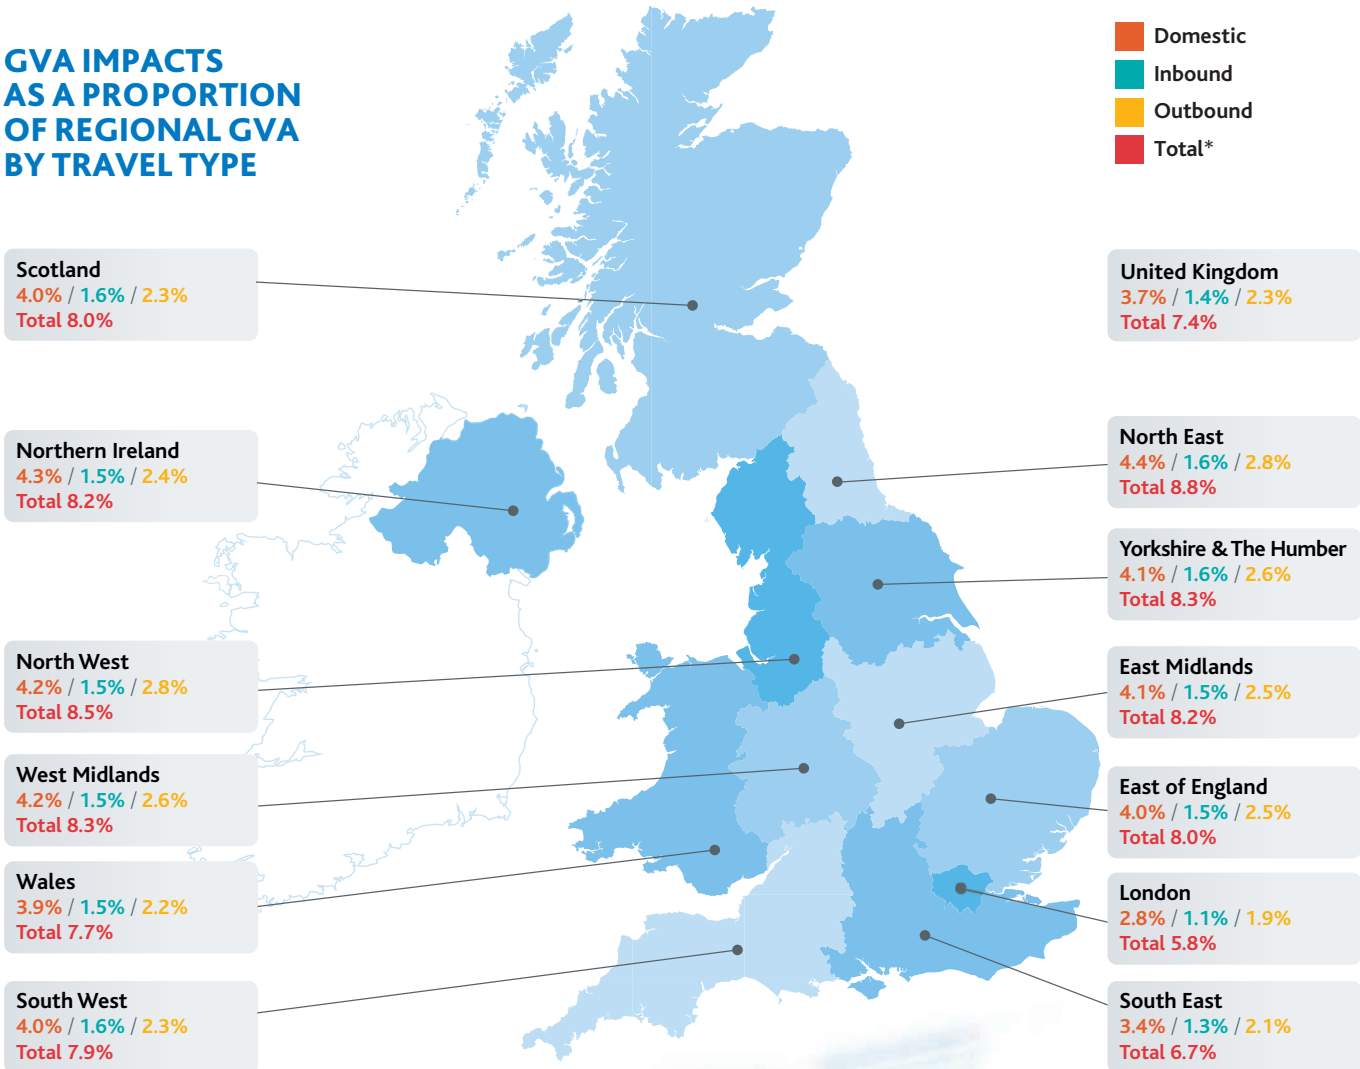 GVA IMPACTS
AS A PROPORTION
OF REGIONAL GVA
BY TRAVEL TYPE
Domestic
Inbound
Outbound
Total*
Scotland
4.0% / 1.6% / 2.3%
Total 8.0%
Northern Ireland
4.3% / 1.5% / 2.4%
Total 8.2%
North West
4.2% / 1.5% / 2.8%
Total 8.5%
West Midlands
4.2% / 1.5% / 2.6%
Total 8.3%
Wales
3.9% / 1.5% / 2.2%
Total 7.7%
South West
4.0% / 1.6% / 2.3%
Total 7.9%
United Kingdom
3.7% / 1.4% / 2.3%
Total 7.4%
North East
4.4% / 1.6% / 2.8%
Total 8.8%
Yorkshire & The Humber
4.1% / 1.6% / 2.6%
Total 8.3%
East Midlands
4.1% / 1.5% / 2.5%
Total 8.2%
East of England
4.0% / 1.5% / 2.5%
Total 8.0%
London
2.8% / 1.1% / 1.9%
Total 5.8%
South East
3.4% / 1.3% / 2.1%
Total 6.7%